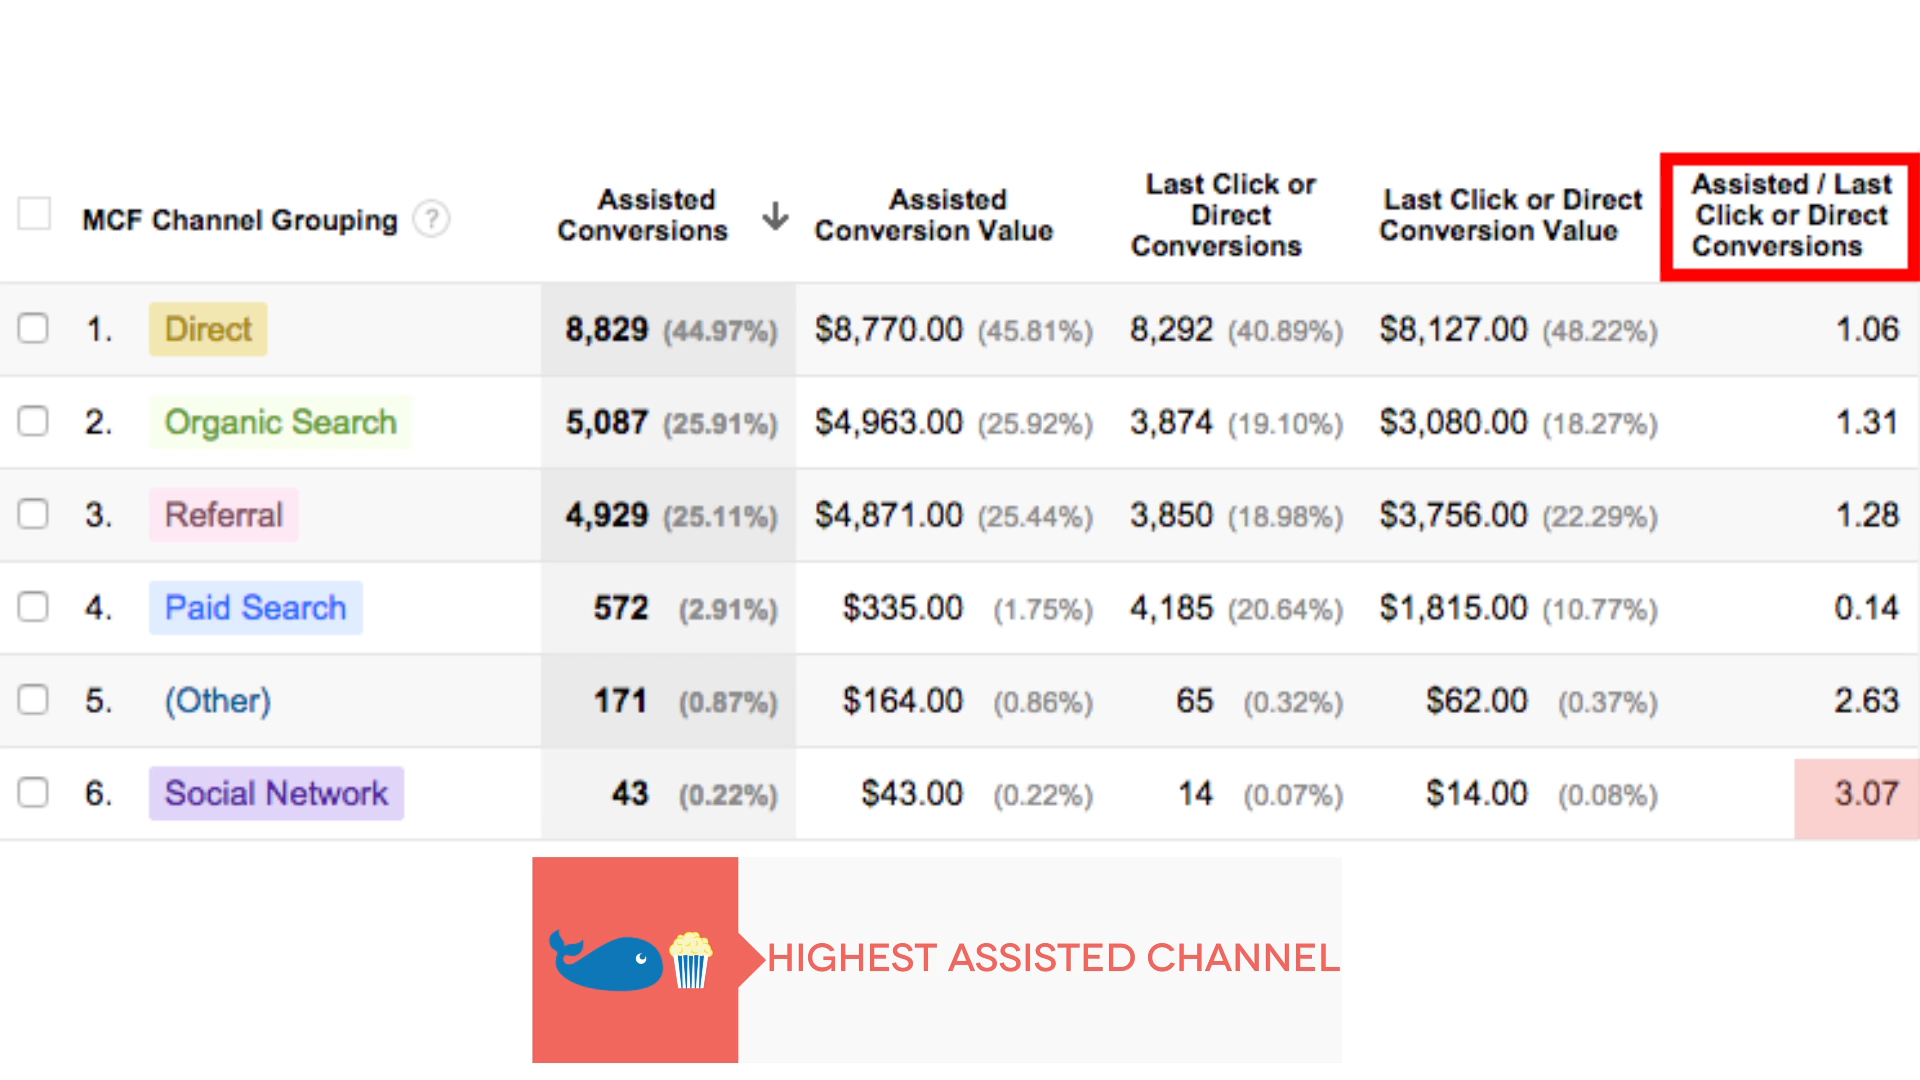 MCF Channel Grouping ?
Assisted
Conversions
Assisted
Conversion Value
Last Click or
Direct
Conversions
Last Click or Direct
Conversion Value
Assisted / Last
Click or Direct
Conversions
1. Direct 8,829 (44.97%) $8,770.00 (45.81%) 8,292 (40.89%) $8,127.00 (48.22%) 1.06
2. Organic Search 5,087 (25.91%) $4,963.00 (25.92%) 3,874 (19.10%) $3,080.00 (18.27%) 1.31
3. Referral 4,929 (25.11%) $4,871.00 (25.44%) 3,850 (18.98%) $3,756.00 (22.29%) 1.28
4. Paid Search 572 (2.91%) $335.00 (1.75%) 4,185 (20.64%) $1,815.00 (10.77%) 0.14
5. (Other) 171 (0.87%) $164.00 (0.86%) 65 (0.32%) $62.00 (0.37%) 2.63
6. Social Network 43 (0.22%) $43.00 (0.22%) 14 (0.07%) $14.00 (0.08%) 3.07
HIGHEST ASSISTED CHANNEL